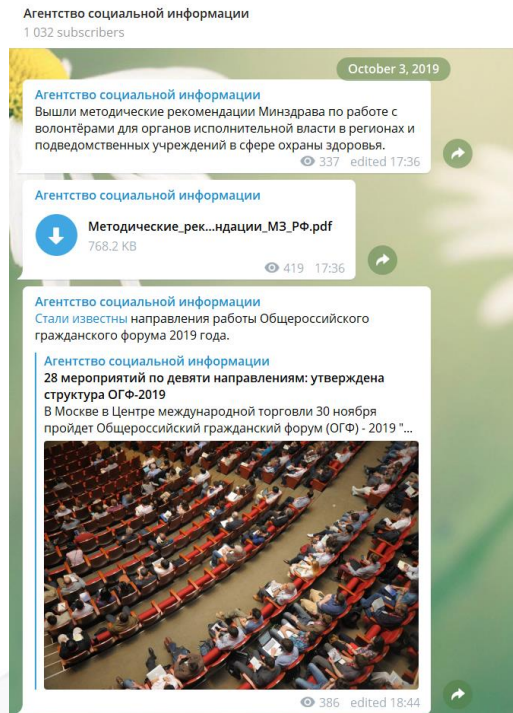 Агентство социальной информации
1 032 subscribers
October 3, 2019
Агентство социальной информации
Вышли методические рекомендации Минздрава по работе с
волонтёрами для органов исполнительной власти в регионах и
подведомственных учреждений в сфере охраны здоровья.
337 edited 17:36
Агентство социальной информации
Методические_рек...ндации_МЗ_РФ.pdf
768.2 KB
419 17:36
Агентство социальной информации
Стали известны направления работы Общероссийского
гражданского форума 2019 года.
Агентство социальной информации
28 мероприятий по девяти направлениям: утверждена
структура ОГФ-2019
В Москве в Центре международной торговли 30 ноября
пройдет Общероссийский гражданский форум (ОГФ) - 2019 "...
386 edited 18:44